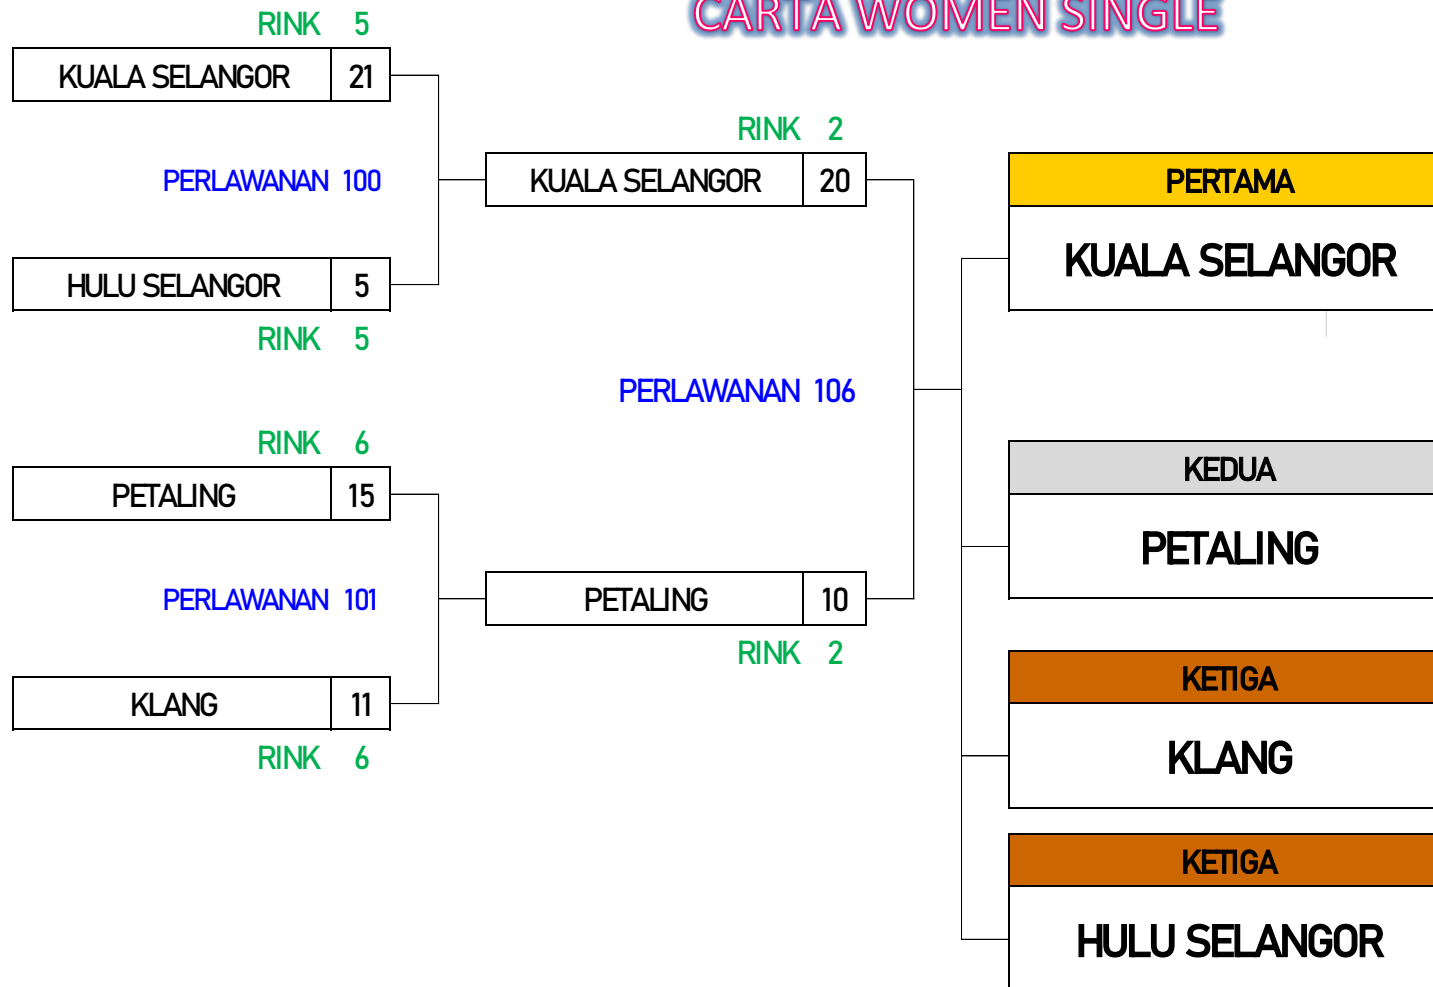 CARTA WOMEN SINGLE
RINK 5
KUALA SELANGOR 21
PERLAWANAN 100
HULU SELANGOR 5
RINK 5
RINK 6
PETALING 15
PERLAWANAN 101
KLANG 11
RINK 6
RINK 2
KUALA SELANGOR 20
PERLAWANAN 106
PETALING 10
RINK 2
PERTAMA
KUALA SELANGOR
KEDUA
PETALING
KETIGA
KLANG
KETIGA
HULU SELANGOR